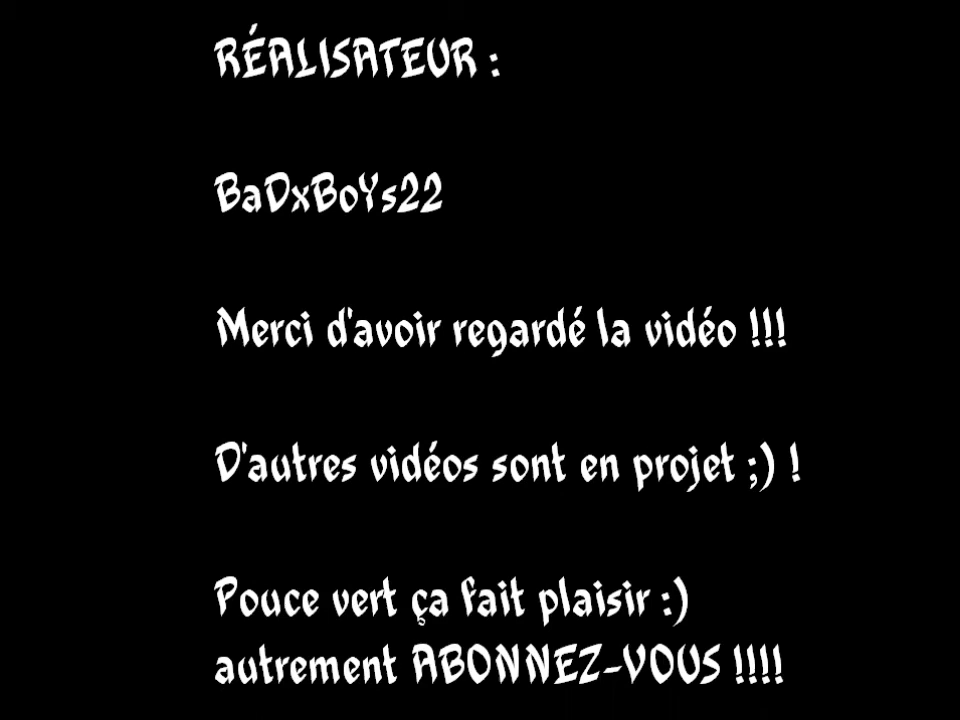 RÉALISATEUR :
BaDxBoYs22
Merci d'avoir regardé la vidéo !!!
D'autres vidéos sont en projet ;) !
Pouce vert ça fait plaisir :)
autrement ABONNEZ-VOUS !!!!